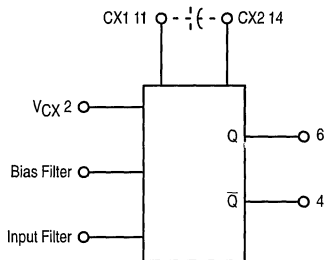 CX1 11 CX2 14
VCX 2
Q 6
Bias Filter
Q̅ 4
Input Filter